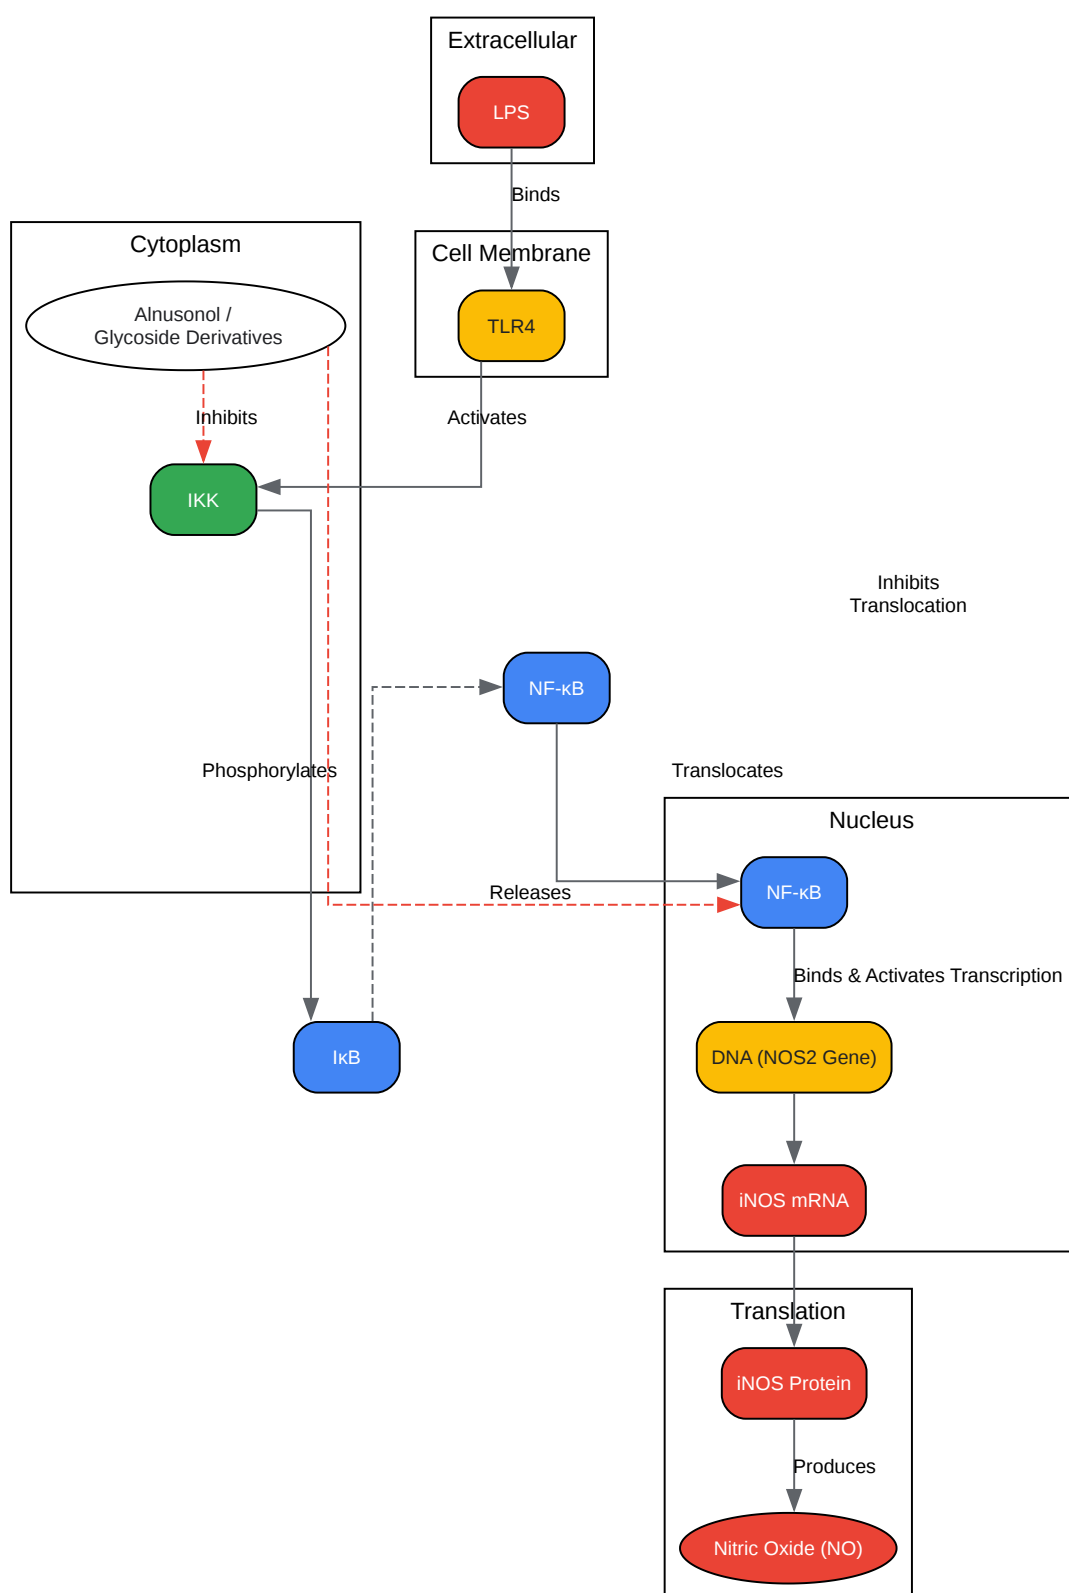 Extracellular
LPS
Binds
Cytoplasm
Cell Membrane
Alnusonol /
Glycoside Derivatives
TLR4
Inhibits
Activates
IKK
Inhibits
Translocation
NF-κB
Phosphorylates
Translocates
Nucleus
NF-κB
Releases
Binds & Activates Transcription
IκB
DNA (NOS2 Gene)
iNOS mRNA
Translation
iNOS Protein
Produces
Nitric Oxide (NO)